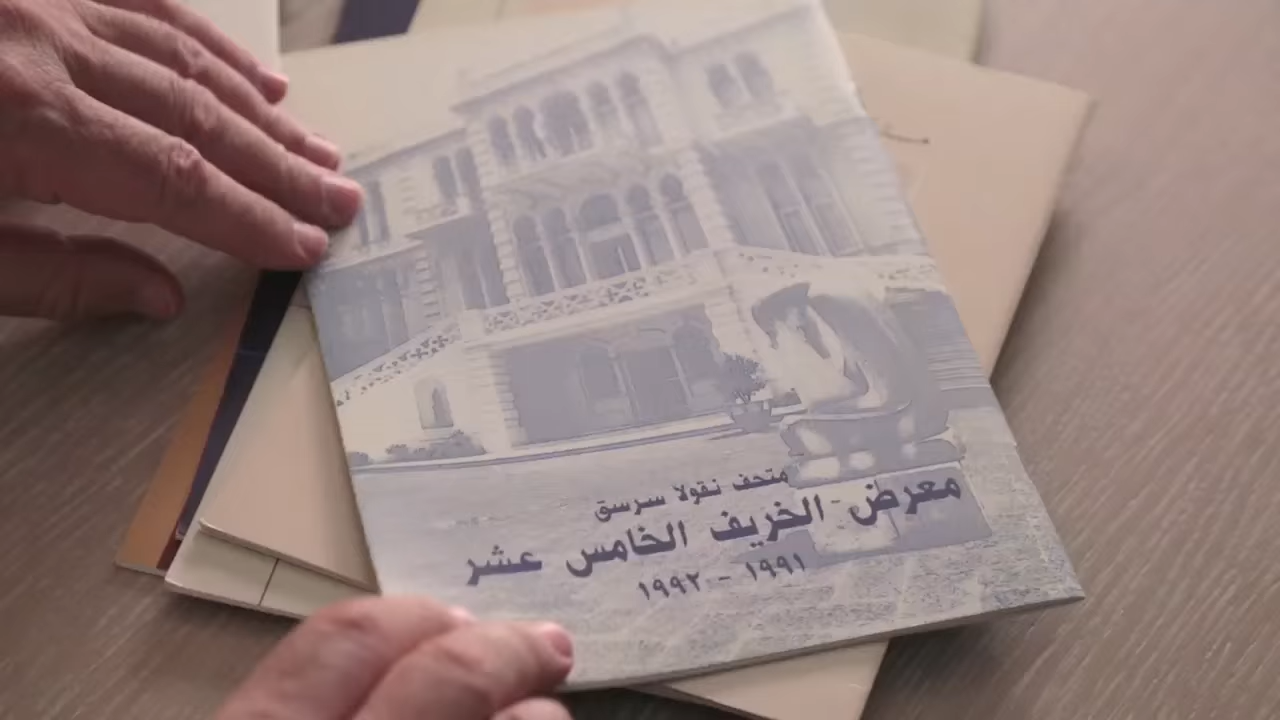 متحف نقولا سرسق
معرض الخريف الخامس عشر
١٩٩١ - ١٩٩٢